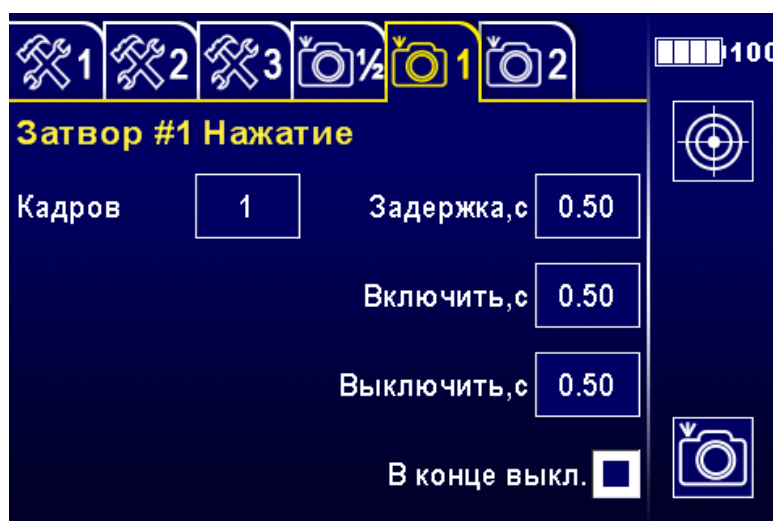 1 2 3 ½ 1 2 100
Затвор #1 Нажатие
Кадров 1 Задержка,с 0.50
Включить,с 0.50
Выключить,с 0.50
В конце выкл.